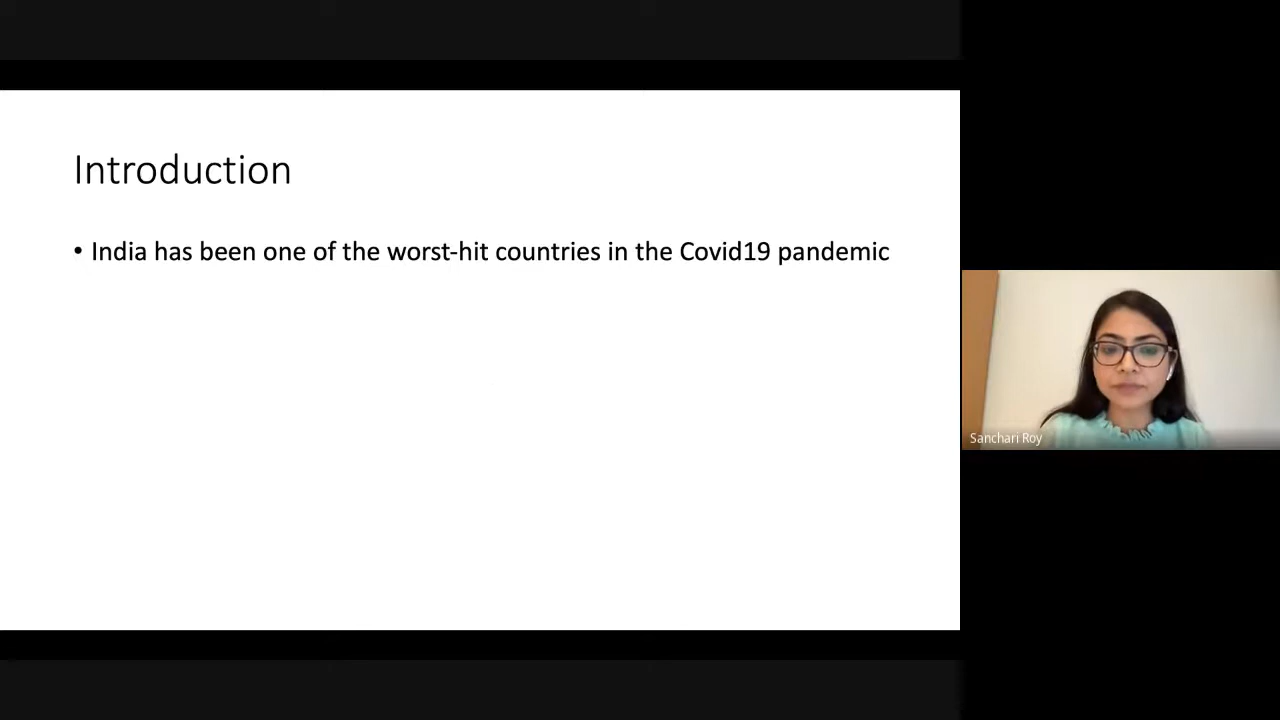 Introduction
• India has been one of the worst-hit countries in the Covid19 pandemic
Sanchari Roy